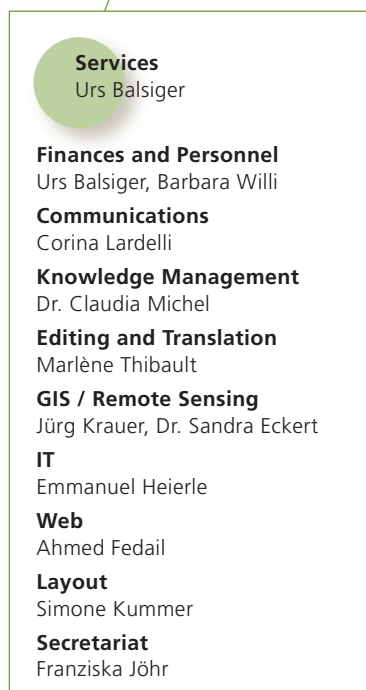 Services
Urs Balsiger
Finances and Personnel
Urs Balsiger, Barbara Willi
Communications
Corina Lardelli
Knowledge Management
Dr. Claudia Michel
Editing and Translation
Marlène Thibault
GIS / Remote Sensing
Jürg Krauer, Dr. Sandra Eckert
IT
Emmanuel Heierle
Web
Ahmed Fedail
Layout
Simone Kummer
Secretariat
Franziska Jöhr